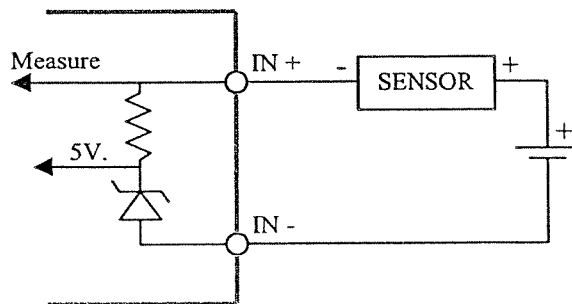 Measure
IN +
-
SENSOR
+
+
5V.
IN -